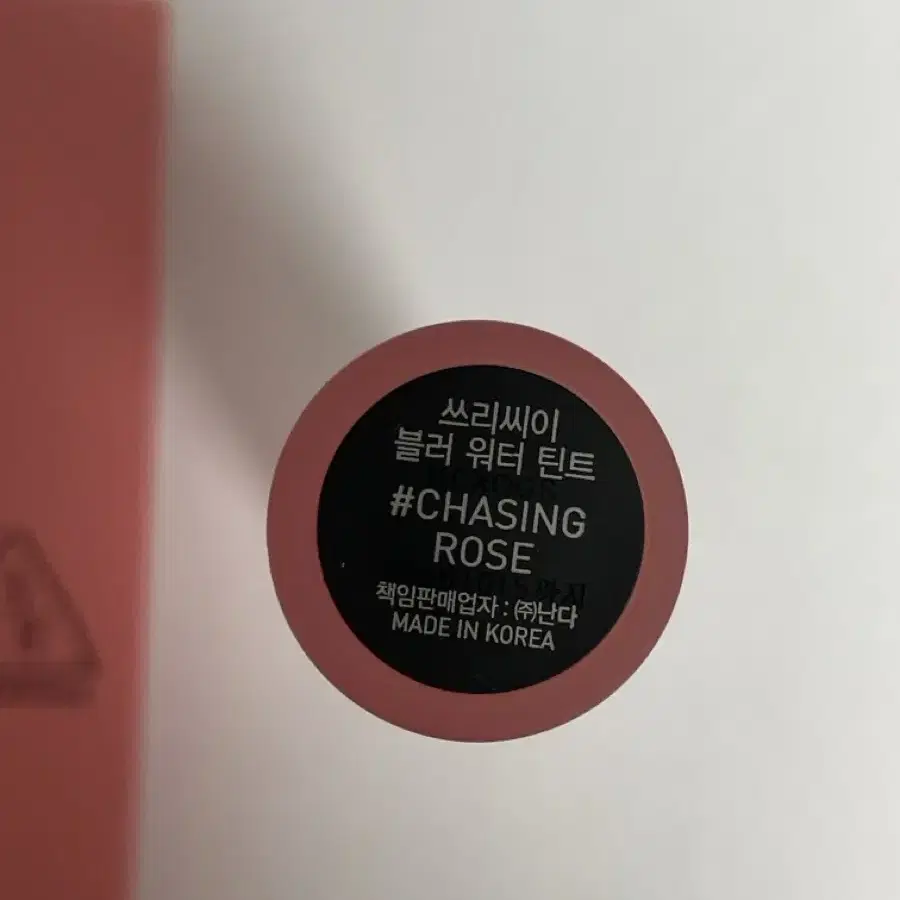 쓰리씨이
블러 워터 틴트
#CHASING
ROSE
책임판매업자 : ㈜난다
MADE IN KOREA